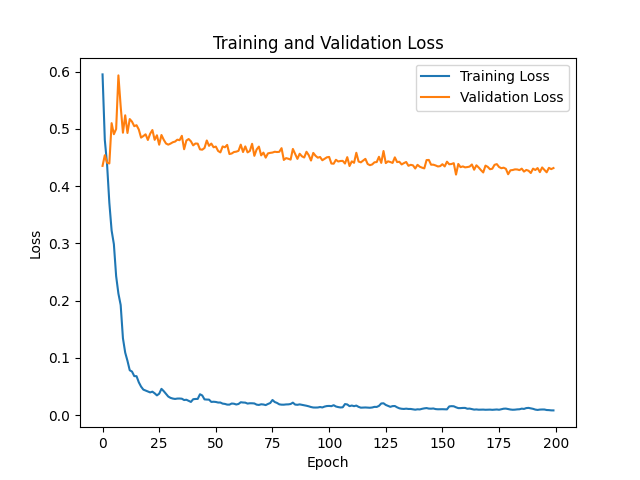 Training and Validation Loss
Training Loss
Validation Loss
Loss
0.6
0.5
0.4
0.3
0.2
0.1
0.0
0 25 50 75 100 125 150 175 200
Epoch